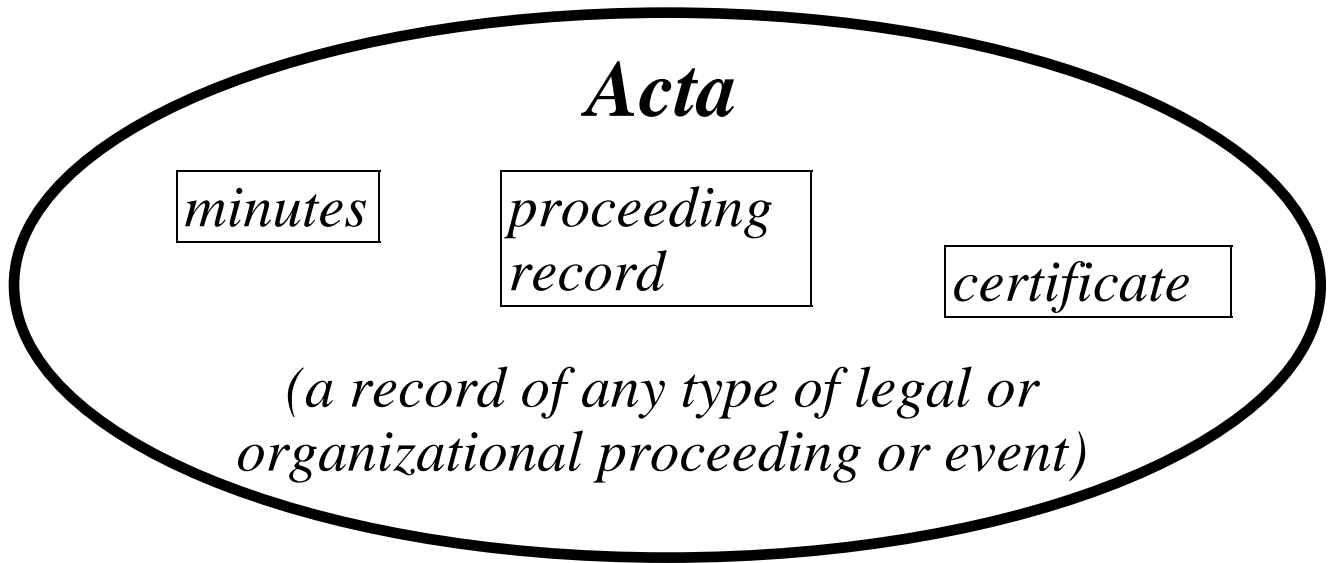 Acta
minutes
proceeding
record
certificate
(a record of any type of legal or
organizational proceeding or event)